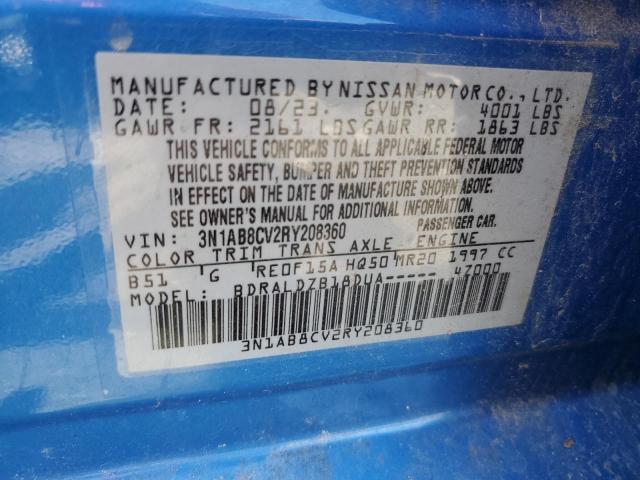 MANUFACTURED BY NISSAN MOTOR CO., LTD.
DATE: 08/23 GVWR: 4001 LBS
GAWR FR: 2161 LBS GAWR RR: 1863 LBS
THIS VEHICLE CONFORMS TO ALL APPLICABLE FEDERAL MOTOR
VEHICLE SAFETY, BUMPER AND THEFT PREVENTION STANDARDS
IN EFFECT ON THE DATE OF MANUFACTURE SHOWN ABOVE.
SEE OWNER'S MANUAL FOR ADDITIONAL INFORMATION.
VIN: 3N1AB8CV2RY208360 PASSENGER CAR.
COLOR TRIM TRANS AXLE ENGINE
B51 G RE0F15A HQ50 MR20 1997 CC
BDRALDZB18DUA----- 4Z000
3N1AB8CV2RY208360